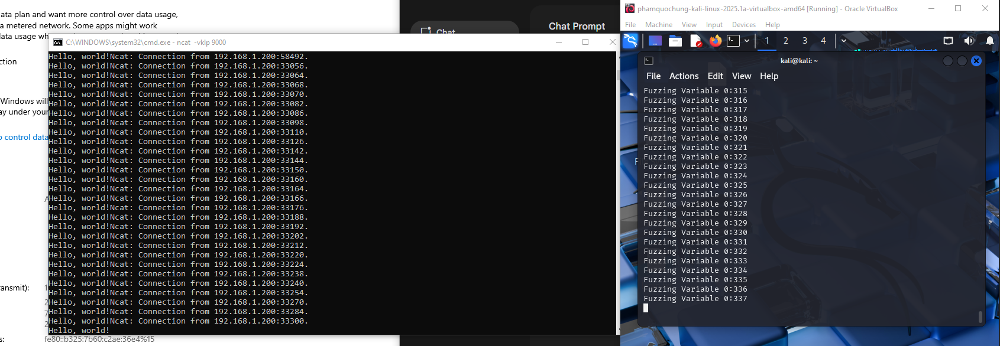 ata plan and want more control over data usage,
a metered network. Some apps might work
lata usage wh
ction
Windows will
ay under your
o control data
ansmit):
s:
fe80::b325:7b60:c2ae:36e4%15
Chat
Chat Prompt
C:\WINDOWS\system32\cmd.exe - ncat -vklp 9000
Hello, world!Ncat: Connection from 192.168.1.200:58492.
Hello, world!Ncat: Connection from 192.168.1.200:33056.
Hello, world!Ncat: Connection from 192.168.1.200:33064.
Hello, world!Ncat: Connection from 192.168.1.200:33068.
Hello, world!Ncat: Connection from 192.168.1.200:33070.
Hello, world!Ncat: Connection from 192.168.1.200:33082.
Hello, world!Ncat: Connection from 192.168.1.200:33086.
Hello, world!Ncat: Connection from 192.168.1.200:33098.
Hello, world!Ncat: Connection from 192.168.1.200:33110.
Hello, world!Ncat: Connection from 192.168.1.200:33126.
Hello, world!Ncat: Connection from 192.168.1.200:33142.
Hello, world!Ncat: Connection from 192.168.1.200:33144.
Hello, world!Ncat: Connection from 192.168.1.200:33150.
Hello, world!Ncat: Connection from 192.168.1.200:33160.
Hello, world!Ncat: Connection from 192.168.1.200:33164.
Hello, world!Ncat: Connection from 192.168.1.200:33166.
Hello, world!Ncat: Connection from 192.168.1.200:33176.
Hello, world!Ncat: Connection from 192.168.1.200:33188.
Hello, world!Ncat: Connection from 192.168.1.200:33192.
Hello, world!Ncat: Connection from 192.168.1.200:33202.
Hello, world!Ncat: Connection from 192.168.1.200:33212.
Hello, world!Ncat: Connection from 192.168.1.200:33220.
Hello, world!Ncat: Connection from 192.168.1.200:33224.
Hello, world!Ncat: Connection from 192.168.1.200:33238.
Hello, world!Ncat: Connection from 192.168.1.200:33240.
Hello, world!Ncat: Connection from 192.168.1.200:33254.
Hello, world!Ncat: Connection from 192.168.1.200:33270.
Hello, world!Ncat: Connection from 192.168.1.200:33284.
Hello, world!Ncat: Connection from 192.168.1.200:33300.
Hello, world!
phamquochung-kali-linux-2025.1a-virtualbox-amd64 [Running] - Oracle VirtualBox
File Machine View Input Devices Help
1 2 3 4
kali@kali: ~
File Actions Edit View Help
Fuzzing Variable 0:315
Fuzzing Variable 0:316
Fuzzing Variable 0:317
Fuzzing Variable 0:318
Fuzzing Variable 0:319
Fuzzing Variable 0:320
Fuzzing Variable 0:321
Fuzzing Variable 0:322
Fuzzing Variable 0:323
Fuzzing Variable 0:324
Fuzzing Variable 0:325
Fuzzing Variable 0:326
Fuzzing Variable 0:327
Fuzzing Variable 0:328
Fuzzing Variable 0:329
Fuzzing Variable 0:330
Fuzzing Variable 0:331
Fuzzing Variable 0:332
Fuzzing Variable 0:333
Fuzzing Variable 0:334
Fuzzing Variable 0:335
Fuzzing Variable 0:336
Fuzzing Variable 0:337